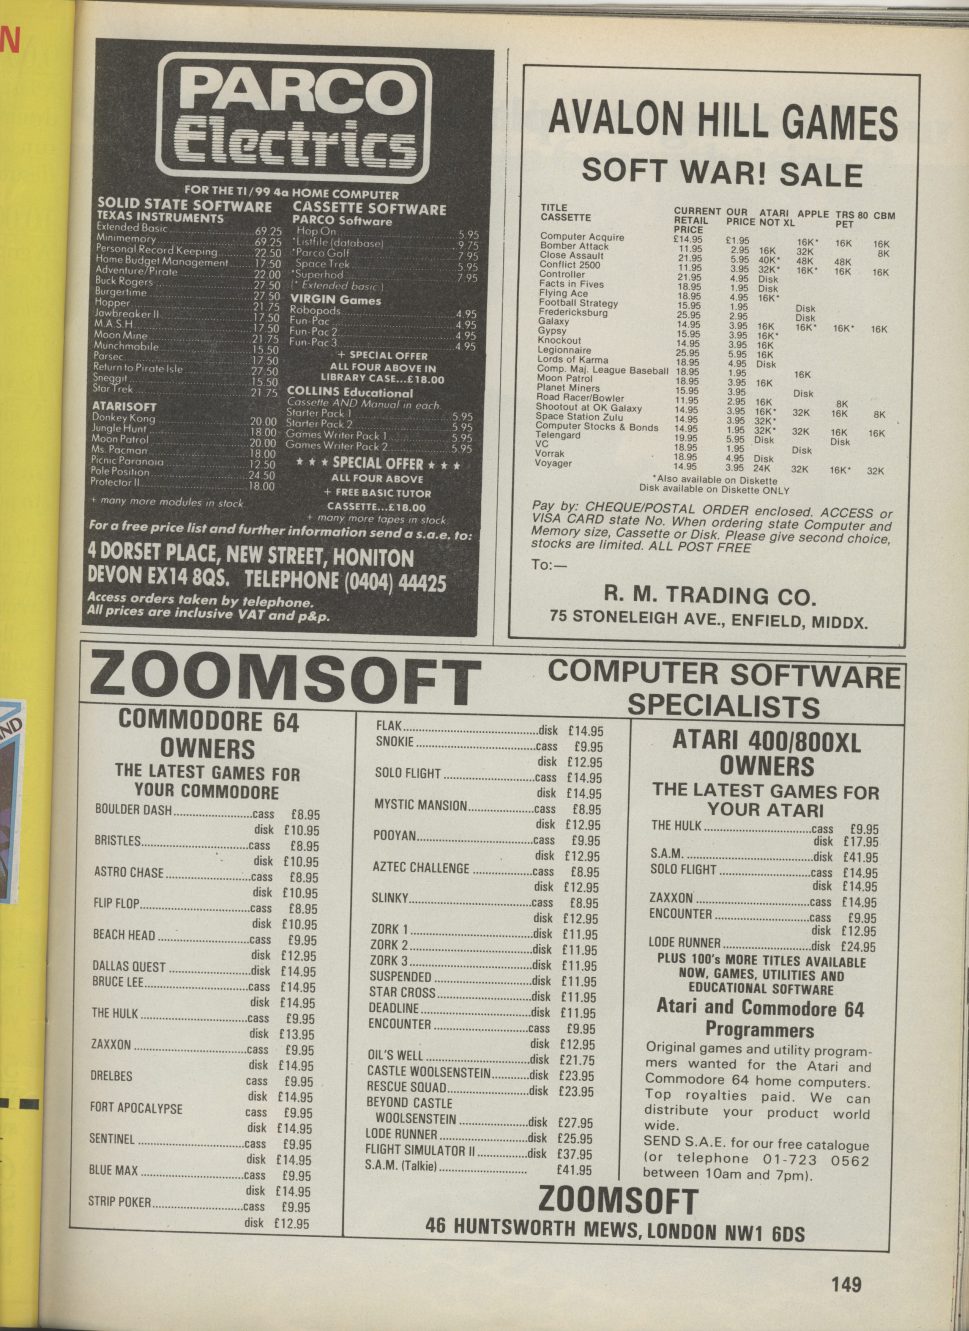 N
AND
PARCO
Electrics
FOR THE TI/99 4a HOME COMPUTER
SOLID STATE SOFTWARE
TEXAS INSTRUMENTS
Extended Basic 69.25
Minimemory 69.25
Personal Record Keeping 22.50
Home Budget Management 17.50
Adventure/Pirate 22.00
Buck Rogers 27.50
Burgertime 27.50
Hopper 21.75
Jawbreaker II 17.50
M.A.S.H. 17.50
Moon Mine 21.75
Munchmobile 15.50
Parsec 17.50
Return to Pirate Isle 27.50
Sneggit 15.50
Star Trek 21.75
ATARISOFT
Donkey Kong 20.00
Jungle Hunt 18.00
Moon Patrol 20.00
Ms. Pacman 18.00
Picnic Paranoia 12.50
Pole Position 24.50
Protector II 18.00
+ many more modules in stock
CASSETTE SOFTWARE
PARCO Software
Hop On 5.95
*Listfile (database) 9.75
*Parco Golf 7.95
Space Trek 5.95
*Superhod 7.95
(* Extended basic)
VIRGIN Games
Robopods 4.95
Fun-Pac 4.95
Fun-Pac 2 4.95
Fun-Pac 3 4.95
+ SPECIAL OFFER
ALL FOUR ABOVE IN
LIBRARY CASE...£18.00
COLLINS Educational
Cassette AND Manual in each.
Starter Pack 1 5.95
Starter Pack 2 5.95
Games Writer Pack 1 5.95
Games Writer Pack 2 5.95
★ ★ ★ SPECIAL OFFER ★ ★ ★
ALL FOUR ABOVE
+ FREE BASIC TUTOR
CASSETTE...£18.00
+ many more tapes in stock.
For a free price list and further information send a s.a.e. to:
4 DORSET PLACE, NEW STREET, HONITON
DEVON EX14 8QS. TELEPHONE (0404) 44425
Access orders taken by telephone.
All prices are inclusive VAT and p&p.
AVALON HILL GAMES
SOFT WAR! SALE
TITLE CURRENT OUR ATARI APPLE TRS 80 CBM
CASSETTE RETAIL PRICE NOT XL PET
PRICE
Computer Acquire £14.95 £1.95 16K* 16K 16K
Bomber Attack 11.95 2.95 16K 32K 8K
Close Assault 21.95 5.95 40K* 48K 48K
Conflict 2500 11.95 3.95 32K* 16K* 16K 16K
Controller 21.95 4.95 Disk
Facts in Fives 18.95 1.95 Disk
Flying Ace 18.95 4.95 16K*
Football Strategy 15.95 1.95 Disk
Fredericksburg 25.95 2.95 Disk
Galaxy 14.95 3.95 16K 16K* 16K* 16K
Gypsy 15.95 3.95 16K*
Knockout 14.95 3.95 16K
Legionnaire 25.95 5.95 16K
Lords of Karma 18.95 4.95 Disk
Comp. Maj. League Baseball 18.95 1.95 16K
Moon Patrol 18.95 3.95 16K
Planet Miners 15.95 3.95 Disk
Road Racer/Bowler 11.95 2.95 16K 8K
Shootout at OK Galaxy 14.95 3.95 16K* 32K 16K 8K
Space Station Zulu 14.95 3.95 32K*
Computer Stocks & Bonds 14.95 1.95 32K* 32K 16K 16K
Telengard 19.95 5.95 Disk Disk
VC 18.95 1.95 Disk
Vorrak 18.95 4.95 Disk
Voyager 14.95 3.95 24K 32K 16K* 32K
*Also available on Diskette
Disk available on Diskette ONLY
Pay by: CHEQUE/POSTAL ORDER enclosed. ACCESS or
VISA CARD state No. When ordering state Computer and
Memory size, Cassette or Disk. Please give second choice,
stocks are limited. ALL POST FREE
To:—
R. M. TRADING CO.
75 STONELEIGH AVE., ENFIELD, MIDDX.
ZOOMSOFT
COMPUTER SOFTWARE
SPECIALISTS
COMMODORE 64
OWNERS
THE LATEST GAMES FOR
YOUR COMMODORE
BOULDER DASH cass £8.95
disk £10.95
BRISTLES cass £8.95
disk £10.95
ASTRO CHASE cass £8.95
disk £10.95
FLIP FLOP cass £8.95
disk £10.95
BEACH HEAD cass £9.95
disk £12.95
DALLAS QUEST disk £14.95
BRUCE LEE cass £14.95
disk £14.95
THE HULK cass £9.95
disk £13.95
ZAXXON cass £9.95
disk £14.95
DRELBES cass £9.95
disk £14.95
FORT APOCALYPSE cass £9.95
disk £14.95
SENTINEL cass £9.95
disk £14.95
BLUE MAX cass £9.95
disk £14.95
STRIP POKER cass £9.95
disk £12.95
FLAK disk £14.95
SNOKIE cass £9.95
disk £12.95
SOLO FLIGHT cass £14.95
disk £14.95
MYSTIC MANSION cass £8.95
disk £12.95
POOYAN cass £9.95
disk £12.95
AZTEC CHALLENGE cass £8.95
disk £12.95
SLINKY cass £8.95
disk £12.95
ZORK 1 disk £11.95
ZORK 2 disk £11.95
ZORK 3 disk £11.95
SUSPENDED disk £11.95
STAR CROSS disk £11.95
DEADLINE disk £11.95
ENCOUNTER cass £9.95
disk £12.95
OIL'S WELL disk £21.75
CASTLE WOOLSENSTEIN disk £23.95
RESCUE SQUAD disk £23.95
BEYOND CASTLE
WOOLSENSTEIN disk £27.95
LODE RUNNER disk £25.95
FLIGHT SIMULATOR II disk £37.95
S.A.M. (Talkie) £41.95
ATARI 400/800XL
OWNERS
THE LATEST GAMES FOR
YOUR ATARI
THE HULK cass £9.95
disk £17.95
S.A.M. disk £41.95
SOLO FLIGHT cass £14.95
disk £14.95
ZAXXON cass £14.95
ENCOUNTER cass £9.95
disk £12.95
LODE RUNNER disk £24.95
PLUS 100's MORE TITLES AVAILABLE
NOW, GAMES, UTILITIES AND
EDUCATIONAL SOFTWARE
Atari and Commodore 64
Programmers
Original games and utility program-
mers wanted for the Atari and
Commodore 64 home computers.
Top royalties paid. We can
distribute your product world
wide.
SEND S.A.E. for our free catalogue
(or telephone 01-723 0562
between 10am and 7pm).
ZOOMSOFT
46 HUNTSWORTH MEWS, LONDON NW1 6DS
149